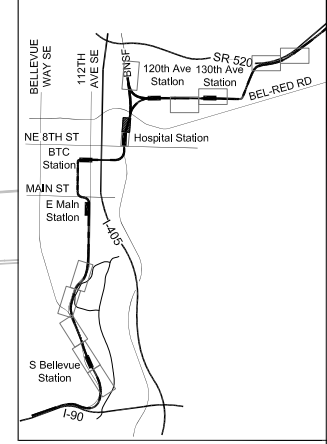 BELLEVUE
WAY SE
112TH
AVE SE
BNSF
SR 520
120th Ave
Station
130th Ave
Station
BEL-RED RD
NE 8TH ST
Hospital Station
BTC
Station
MAIN ST
E Main
Station
I-405
S Bellevue
Station
I-90